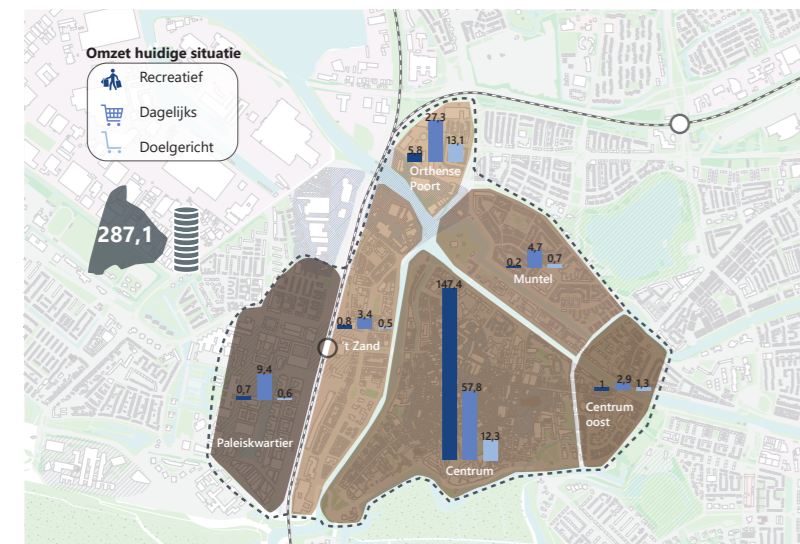 Omzet huidige situatie
Recreatief
Dagelijks
Doelgericht
287,1
5,8
27,3
13,1
Orthense
Poort
0,2
4,7
0,7
Muntel
147,4
57,8
12,3
Centrum
0,8
3,4
0,5
't Zand
0,7
9,4
0,6
Paleiskwartier
1
2,9
1,3
Centrum
oost